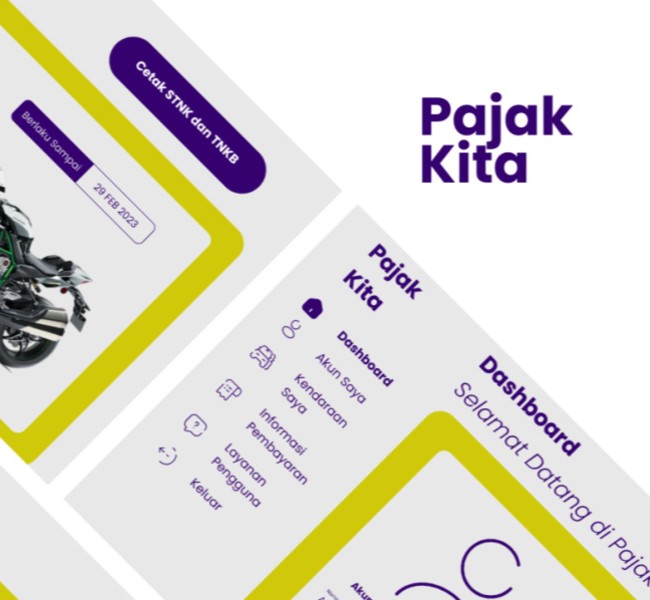 Cetak STNK dan TNKB
Berlaku Sampai
29 FEB 2023
Pajak
Kita
Pajak
Kita
Dashboard
Akun Saya
Kendaraan
Saya
Informasi
Pembayaran
Layanan
Pengguna
Keluar
Dashboard
Selamat Datang di Pajak
Akun